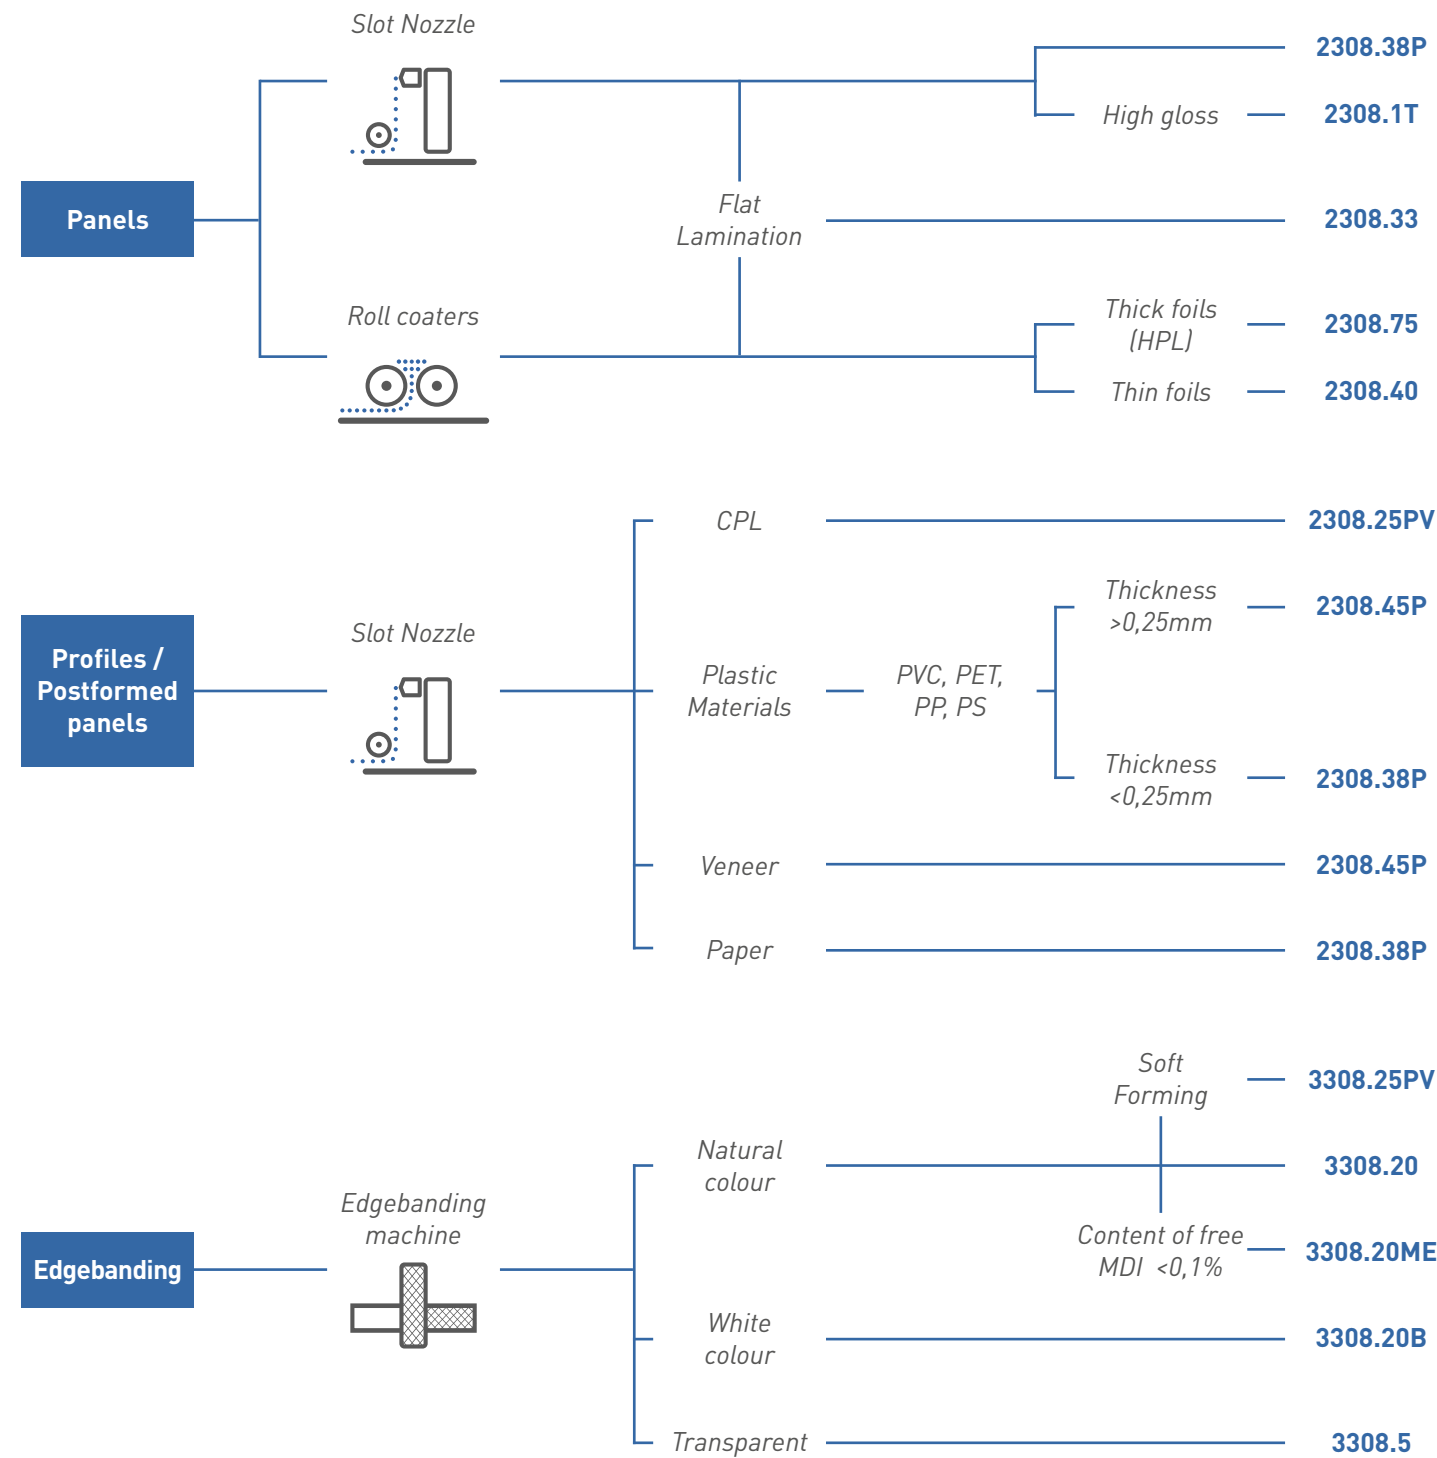 Slot Nozzle
2308.38P
High gloss
2308.1T
Panels
Flat
Lamination
2308.33
Roll coaters
Thick foils
(HPL)
2308.75
Thin foils
2308.40
CPL
2308.25PV
Profiles /
Postformed
panels
Slot Nozzle
Plastic
Materials
PVC, PET,
PP, PS
Thickness
>0,25mm
2308.45P
Thickness
<0,25mm
2308.38P
Veneer
2308.45P
Paper
2308.38P
Soft
Forming
3308.25PV
Natural
colour
3308.20
Edgebanding
Edgebanding
machine
Content of free
MDI <0,1%
3308.20ME
White
colour
3308.20B
Transparent
3308.5